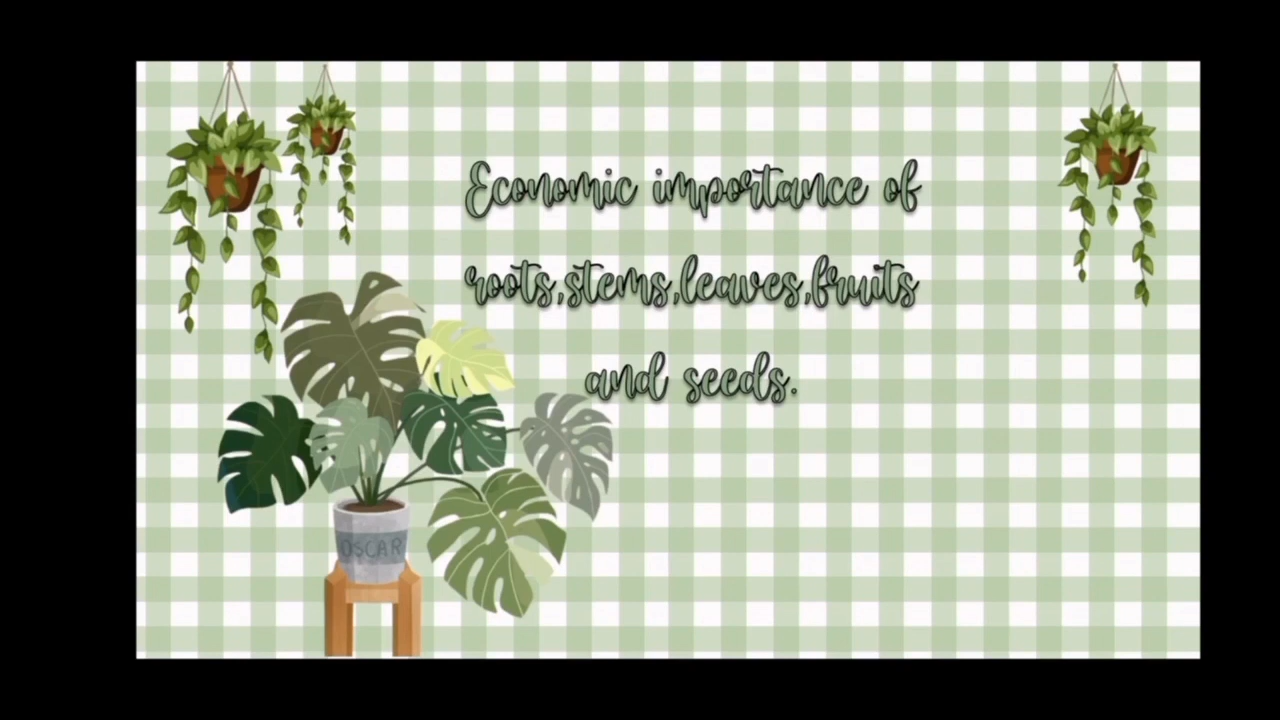 Economic importance of
roots,stems,leaves,fruits
and seeds.
OSCAR